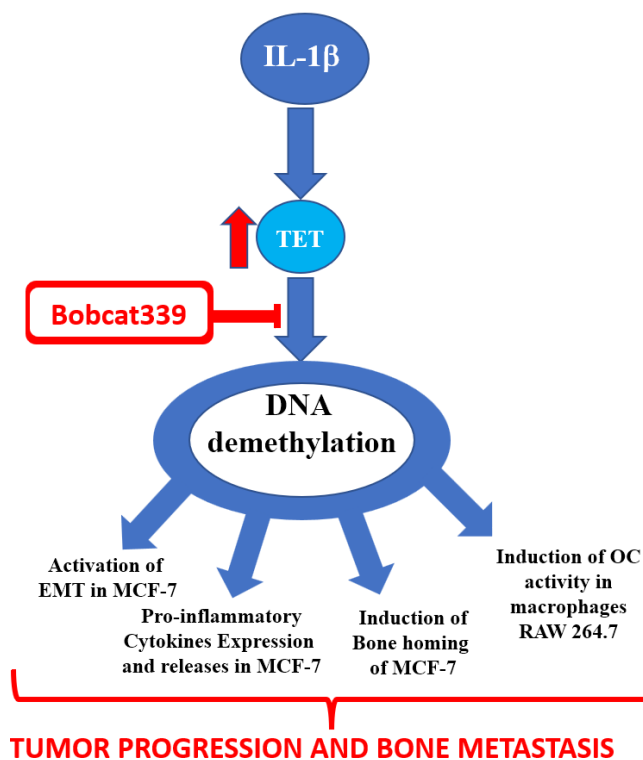 IL-1β
TET
Bobcat339
DNA
demethylation
Activation of
EMT in MCF-7
Pro-inflammatory
Cytokines Expression
and releases in MCF-7
Induction of
Bone homing
of MCF-7
Induction of OC
activity in
macrophages
RAW 264.7
TUMOR PROGRESSION AND BONE METASTASIS